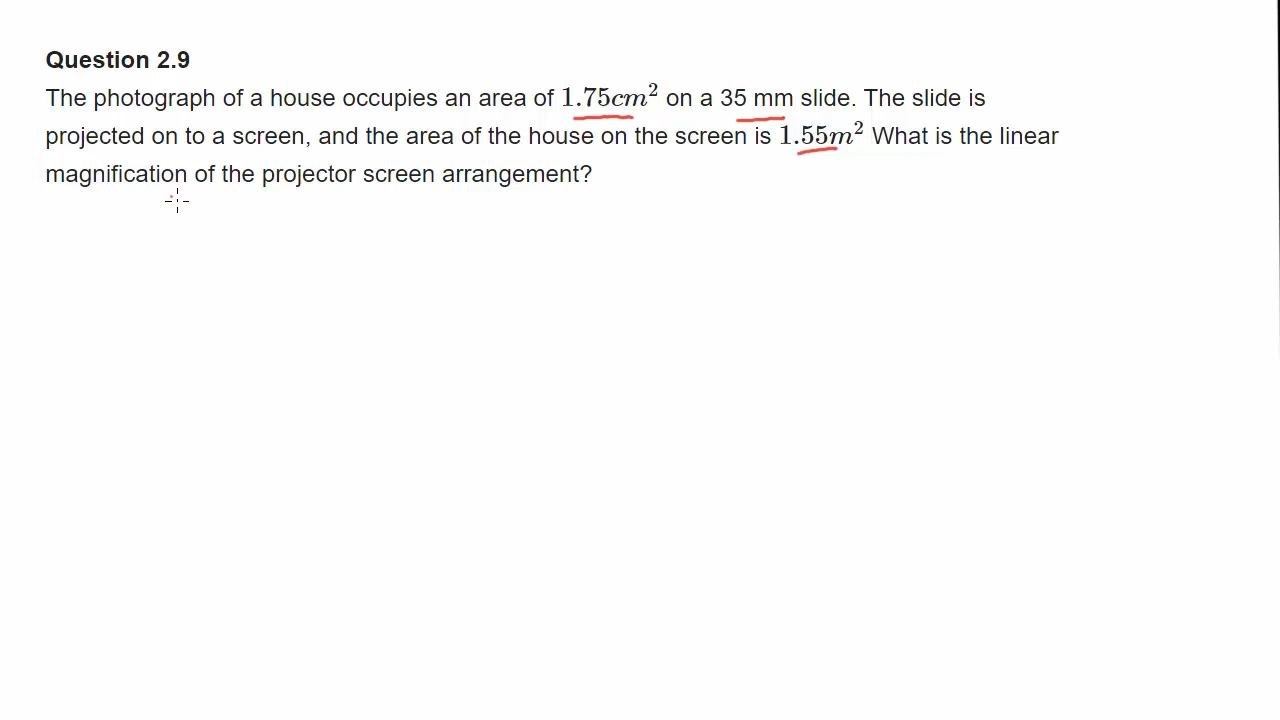 Question 2.9
The photograph of a house occupies an area of 1.75cm² on a 35 mm slide. The slide is
projected on to a screen, and the area of the house on the screen is 1.55m² What is the linear
magnification of the projector screen arrangement?